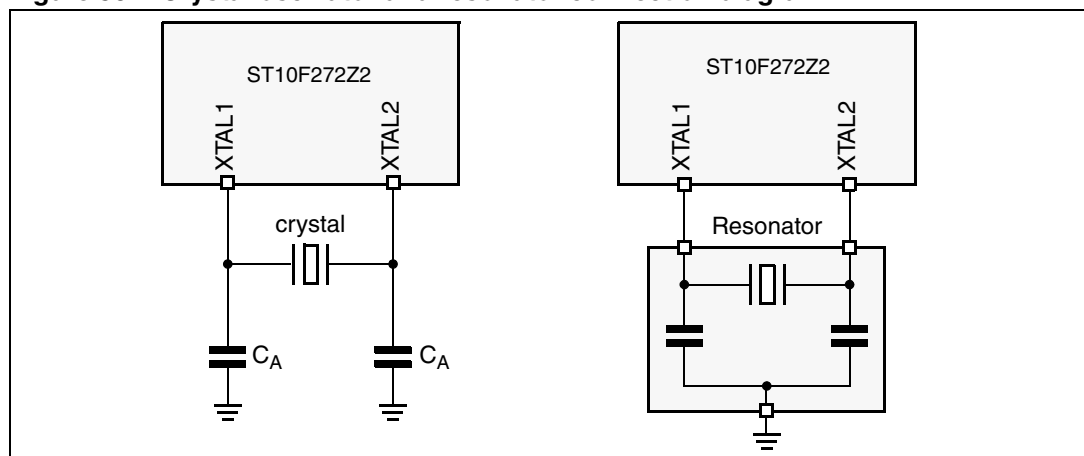 ST10F272Z2
XTAL1
XTAL2
crystal
CA
CA
ST10F272Z2
XTAL1
XTAL2
Resonator